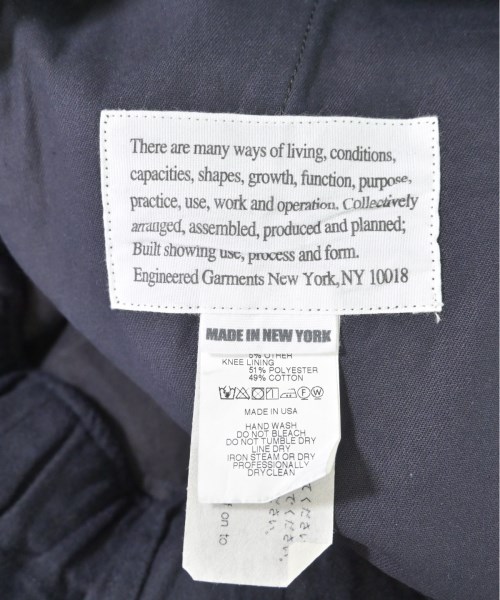 There are many ways of living, conditions,
capacities, shapes, growth, function, purpose,
practice, use, work and operation. Collectively
arranged, assembled, produced and planned;
Built showing use, process and form.
Engineered Garments New York, NY 10018
MADE IN NEW YORK
6% OTHER
KNEE LINING
51% POLYESTER
49% COTTON
MADE IN USA
HAND WASH
DO NOT BLEACH
DO NOT TUMBLE DRY
LINE DRY
IRON STEAM OR DRY
PROFESSIONALLY
DRYCLEAN
on to